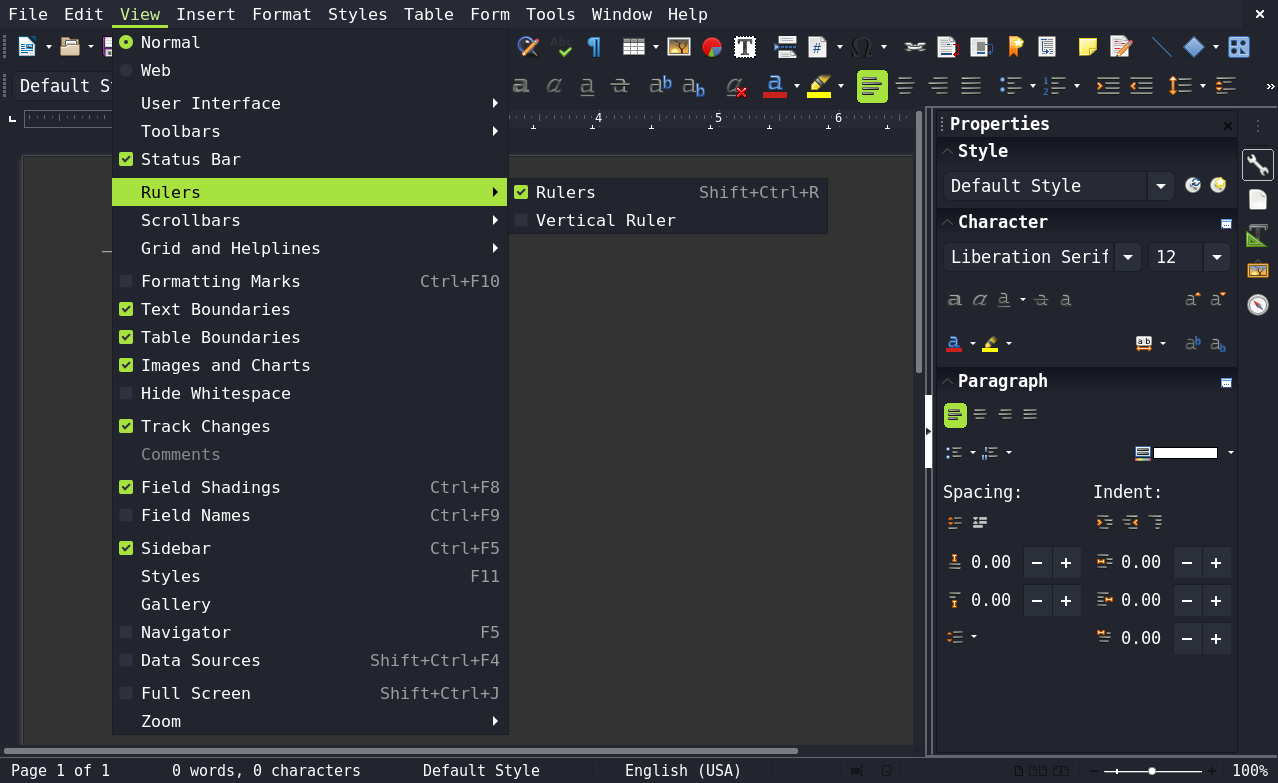 File Edit View Insert Format Styles Table Form Tools Window Help
Default St
4 5 6
Normal
Web
User Interface
Toolbars
Status Bar
Rulers
Scrollbars
Grid and Helplines
Formatting Marks Ctrl+F10
Text Boundaries
Table Boundaries
Images and Charts
Hide Whitespace
Track Changes
Comments
Field Shadings Ctrl+F8
Field Names Ctrl+F9
Sidebar Ctrl+F5
Styles F11
Gallery
Navigator F5
Data Sources Shift+Ctrl+F4
Full Screen Shift+Ctrl+J
Zoom
Rulers Shift+Ctrl+R
Vertical Ruler
Properties
Style
Default Style
Character
Liberation Serif 12
Paragraph
Spacing: Indent:
0.00 0.00
0.00 0.00
0.00
Page 1 of 1 0 words, 0 characters Default Style English (USA) 100%